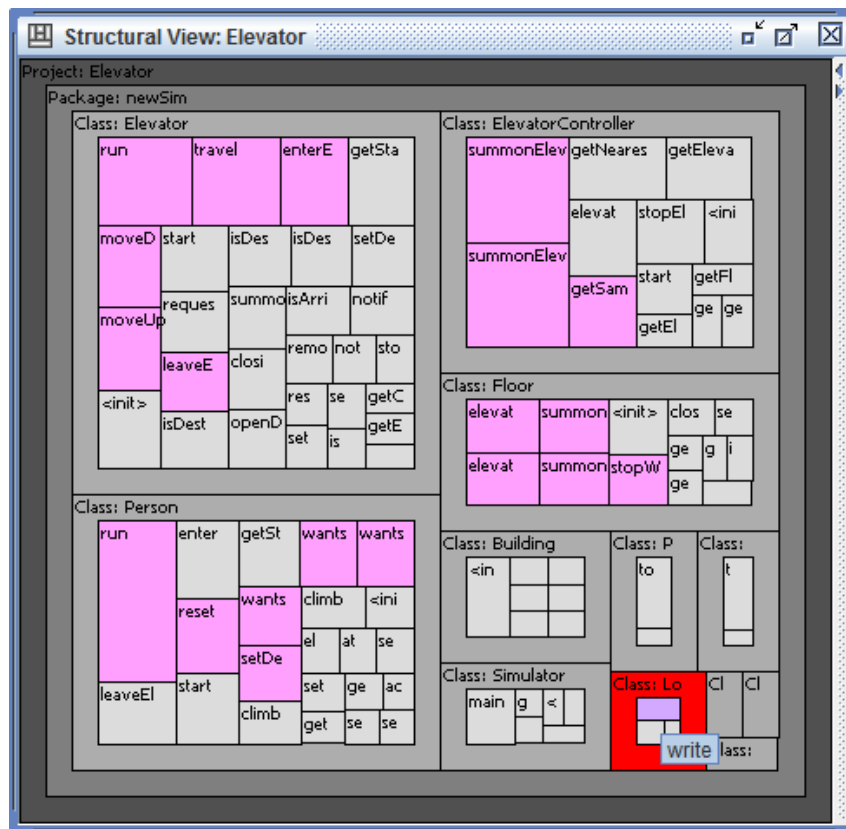 Structural View: Elevator
Project: Elevator
Package: newSim
Class: Elevator
run travel enterE getSta
moveD start isDes isDes setDe
reques summo isArri notif
moveUp
remo not sto
leaveE closi
<init> res se getC
isDest openD getE
set is
Class: ElevatorController
summonElev getNeares getEleva
elevat stopEl <ini
summonElev
getSam start getFl
ge ge
getEl
Class: Floor
elevat summon <init> clos se
ge g i
elevat summon stopW
ge
Class: Person
run enter getSt wants wants
reset wants climb <ini
el at se
setDe
leaveEl start set ge ac
climb get se se
Class: Building
<in
Class: P
to
Class:
t
Class: Simulator
main g <
Class: Lo
write
Cl Cl
lass: